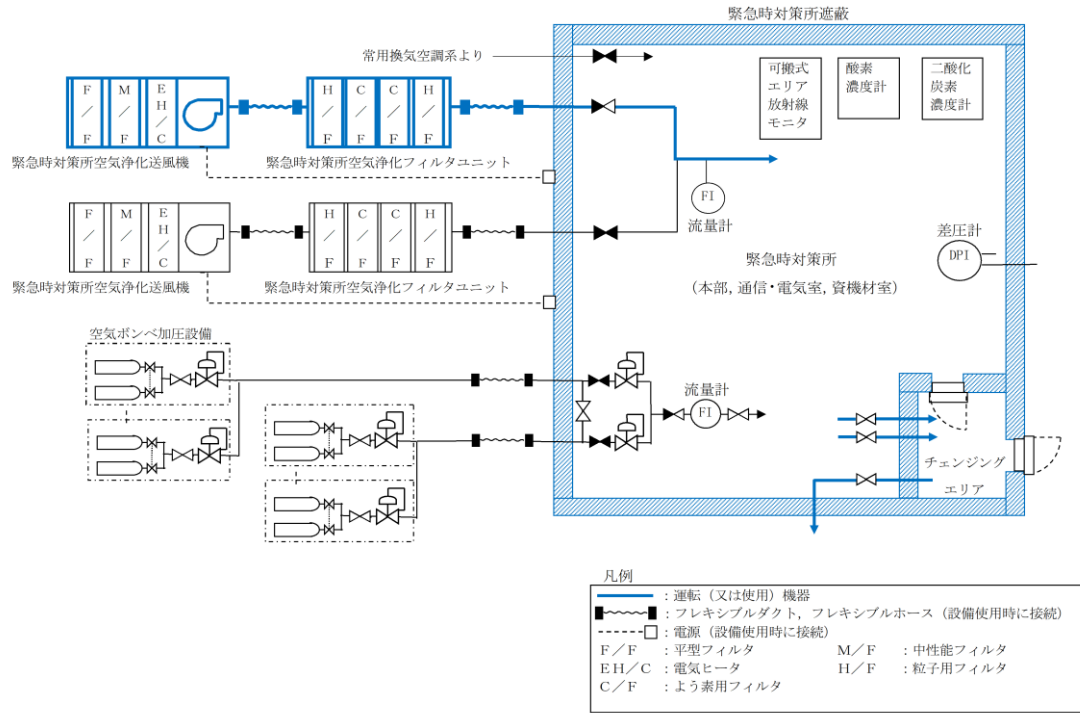 緊急時対策所遮蔽
常用換気空調系より
可搬式
エリア
放射線
モニタ
酸素
濃度計
二酸化
炭素
濃度計
F/F
M/F
EH/C
H/F
C/F
C/F
H/F
緊急時対策所空気浄化送風機
緊急時対策所空気浄化フィルタユニット
FI
流量計
F/F
M/F
EH/C
H/F
C/F
C/F
H/F
緊急時対策所空気浄化送風機
緊急時対策所空気浄化フィルタユニット
差圧計
DPI
緊急時対策所
(本部,通信・電気室,資機材室)
空気ボンベ加圧設備
流量計
FI
チェンジング
エリア
凡例
:運転(又は使用)機器
:フレキシブルダクト,フレキシブルホース(設備使用時に接続)
:電源(設備使用時に接続)
F/F :平型フィルタ M/F :中性能フィルタ
EH/C :電気ヒータ H/F :粒子用フィルタ
C/F :よう素用フィルタ